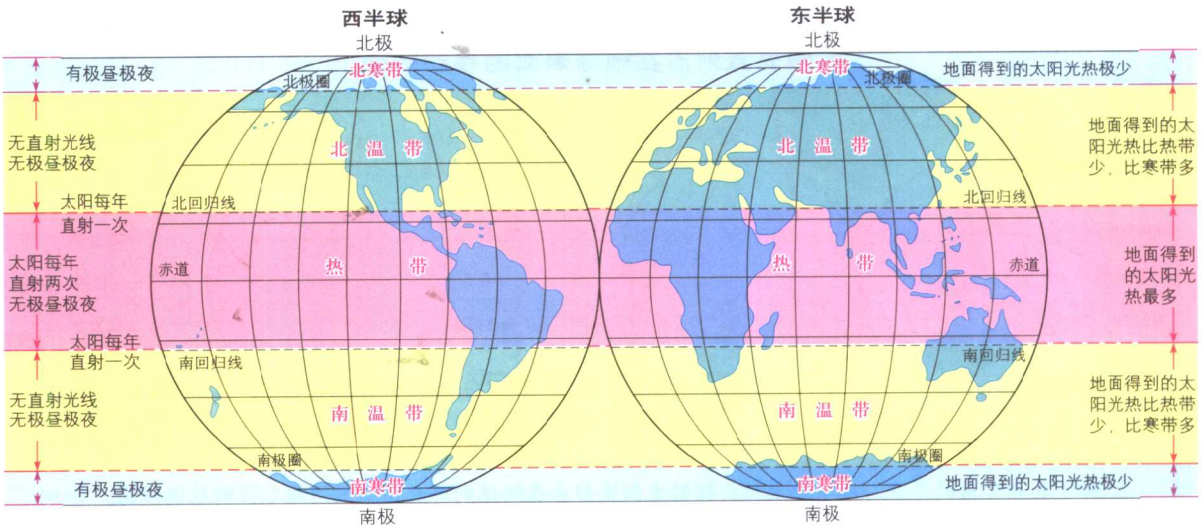 西半球
东半球
北极
北极
有极昼极夜
北寒带
北极圈
北寒带
北极圈
地面得到的太阳光热极少
无直射光线
无极昼极夜
北温带
北温带
地面得到的太
阳光热比热带
少，比寒带多
太阳每年
直射一次
北回归线
北回归线
太阳每年
直射两次
无极昼极夜
赤道
热带
热带
赤道
地面得到
的太阳光
热最多
太阳每年
直射一次
南回归线
南回归线
无直射光线
无极昼极夜
南温带
南温带
地面得到的太
阳光热比热带
少，比寒带多
南极圈
南极圈
有极昼极夜
南寒带
南寒带
地面得到的太阳光热极少
南极
南极